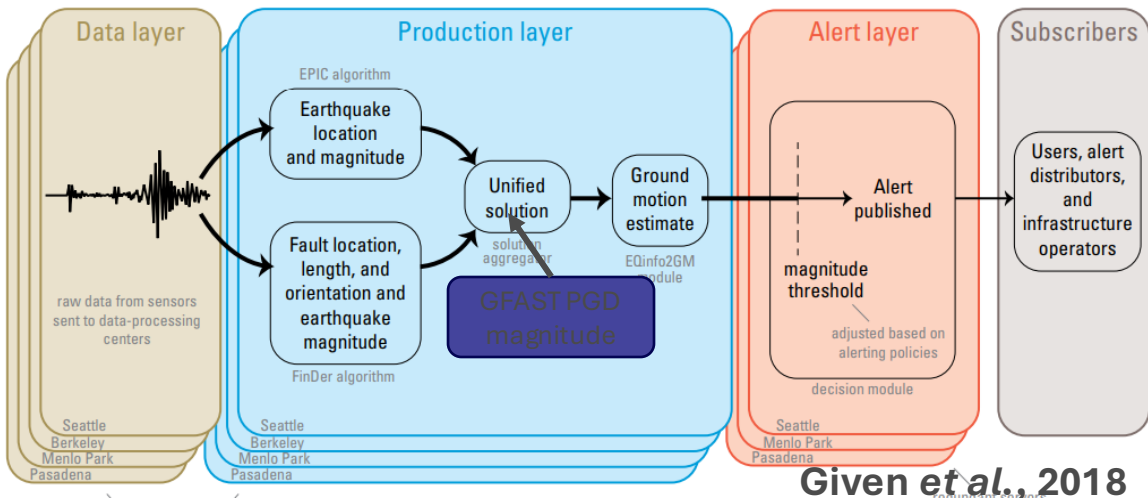 Data layer
Production layer
Alert layer
Subscribers
EPIC algorithm
Earthquake
location
and magnitude
Unified
solution
solution
aggregator
Ground
motion
estimate
EQinfo2GM
module
Fault location,
length, and
orientation and
earthquake
magnitude
FinDer algorithm
GFAST PGD
magnitude
raw data from sensors
sent to data-processing
centers
Alert
published
magnitude
threshold
adjusted based on
alerting policies
decision module
Users, alert
distributors,
and
infrastructure
operators
Seattle
Berkeley
Menlo Park
Pasadena
Seattle
Berkeley
Menlo Park
Pasadena
Seattle
Menlo Park
Pasadena
Given et al., 2018
redundant servers